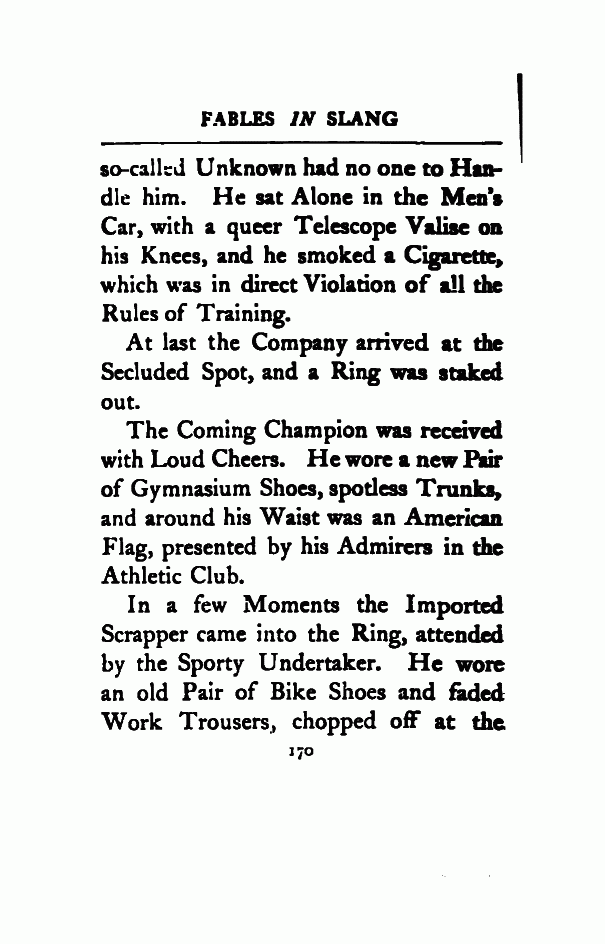 FABLES IN SLANG
so-called Unknown had no one to Han-
dle him. He sat Alone in the Men's
Car, with a queer Telescope Valise on
his Knees, and he smoked a Cigarette,
which was in direct Violation of all the
Rules of Training.
At last the Company arrived at the
Secluded Spot, and a Ring was staked
out.
The Coming Champion was received
with Loud Cheers. He wore a new Pair
of Gymnasium Shoes, spotless Trunks,
and around his Waist was an American
Flag, presented by his Admirers in the
Athletic Club.
In a few Moments the Imported
Scrapper came into the Ring, attended
by the Sporty Undertaker. He wore
an old Pair of Bike Shoes and faded
Work Trousers, chopped off at the
170